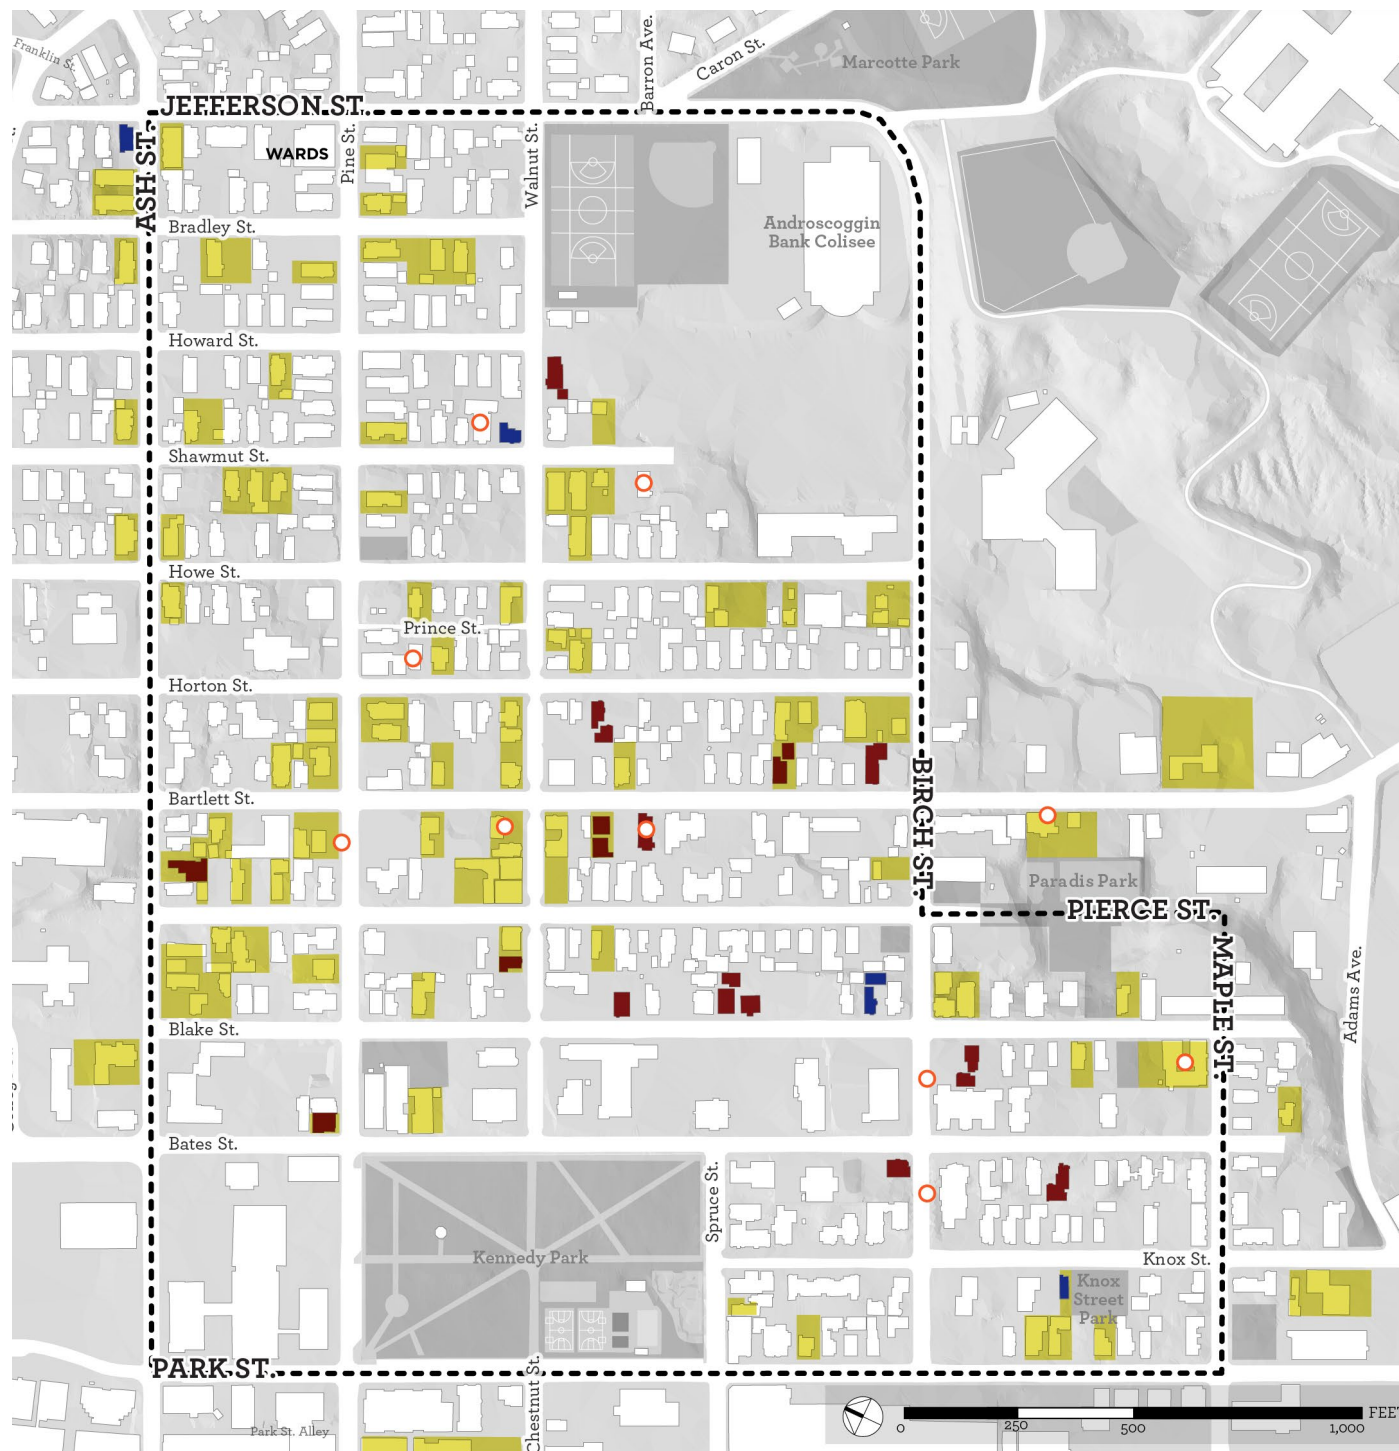 Franklin St.
Barron Ave.
Caron St.
Marcotte Park
JEFFERSON ST.
ASH ST.
WARDS
Pine St.
Walnut St.
Androscoggin
Bank Colisee
Bradley St.
Howard St.
Shawmut St.
Howe St.
Prince St.
Horton St.
BIRCH ST.
Bartlett St.
Paradis Park
PIERCE ST.
MAPLE ST.
Adams Ave.
Blake St.
Bates St.
Spruce St.
Kennedy Park
Knox St.
Knox
Street
Park
PARK ST.
Chestnut St.
Park St. Alley
0 250 500 1,000 FEET